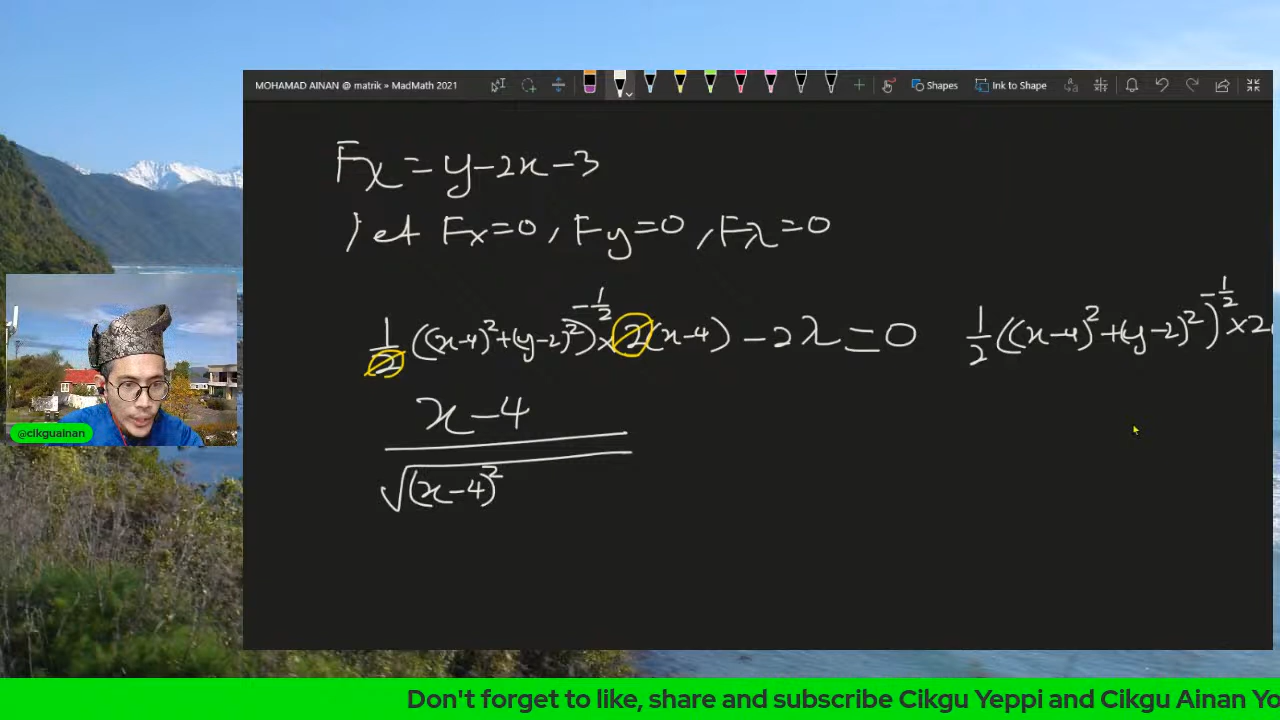 MOHAMAD AINAN @ matrik » MadMath 2021
Shapes
Ink to Shape
Fλ = y - 2x - 3
let Fx = 0, Fy = 0, Fλ = 0
1/2 ((x-4)²+(y-2)²)^(-1/2) × 2(x-4) - 2λ = 0
1/2 ((x-4)²+(y-2)²)^(-1/2) × 2
x - 4
√(x-4)²
@cikguainan
Don't forget to like, share and subscribe Cikgu Yeppi and Cikgu Ainan Yo